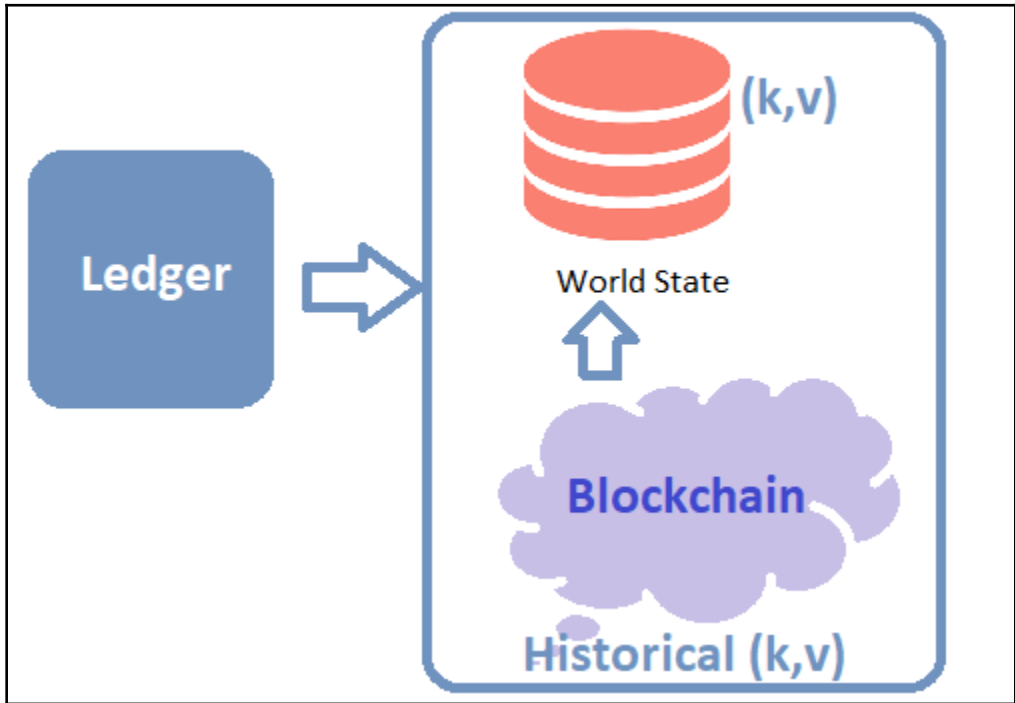 Ledger
(k,v)
World State
Blockchain
Historical (k,v)